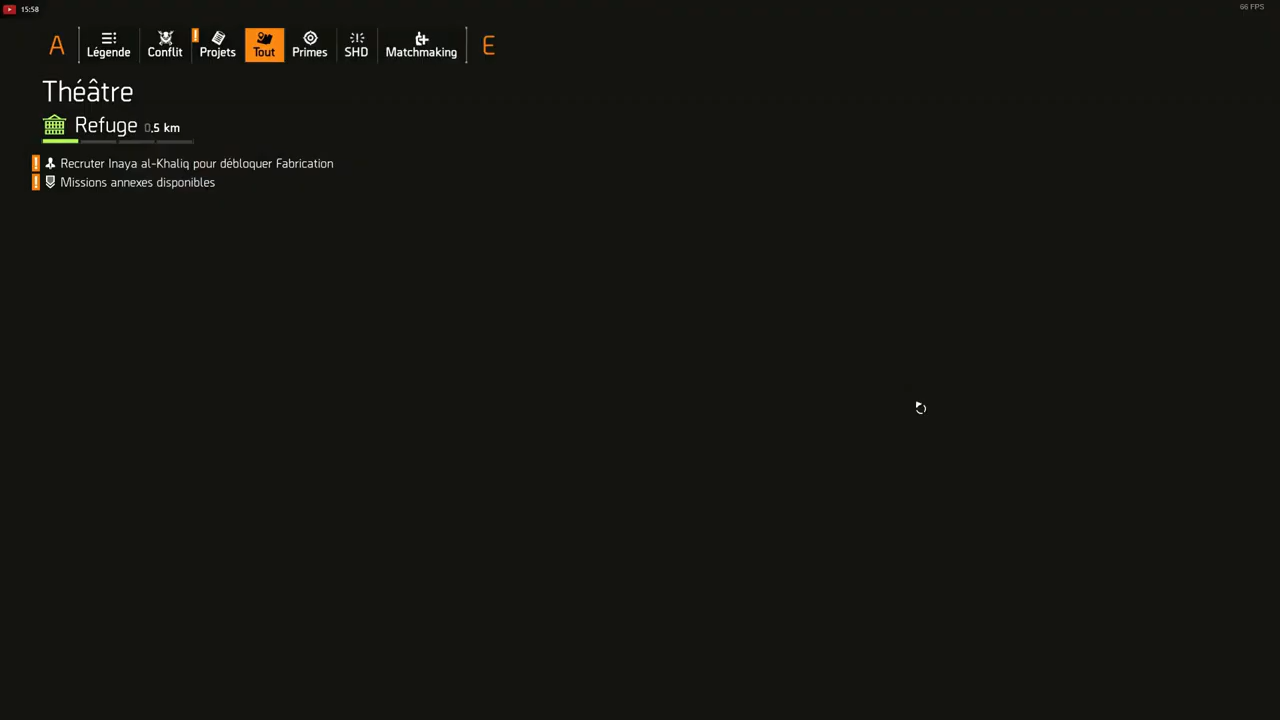 15:58
66 FPS
A
Légende
Conflit
Projets
Tout
Primes
SHD
Matchmaking
E
Théâtre
Refuge 0.5 km
Recruter Inaya al-Khaliq pour débloquer Fabrication
Missions annexes disponibles